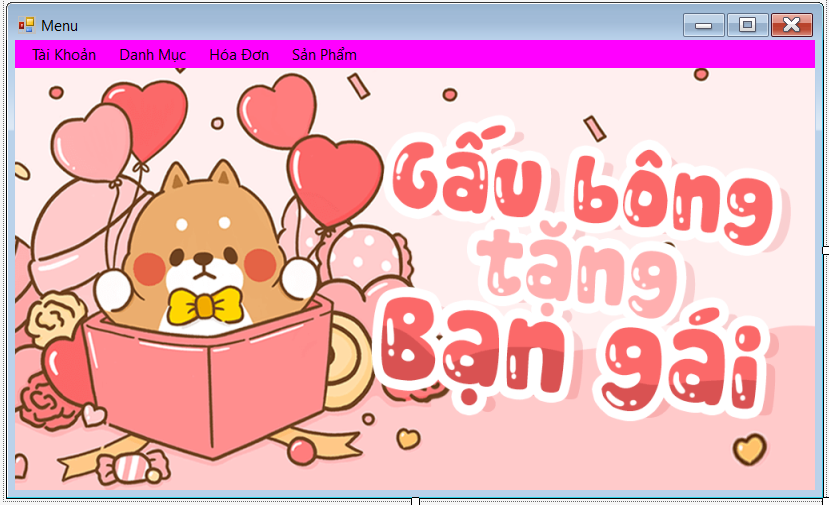 Menu
Tài Khoản Danh Mục Hóa Đơn Sản Phẩm
Gấu bông
tặng
Bạn gái